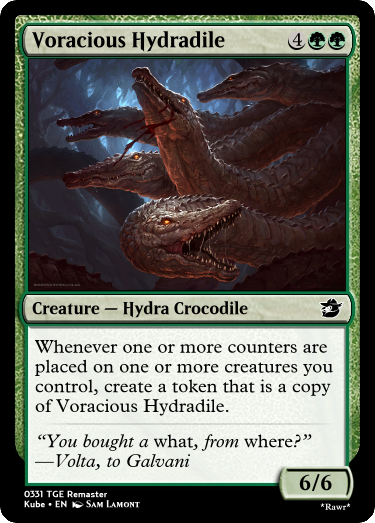 Voracious Hydradile 4
Creature — Hydra Crocodile
Whenever one or more counters are
placed on one or more creatures you
control, create a token that is a copy
of Voracious Hydradile.
“You bought a what, from where?”
—Volta, to Galvani
6/6
0331 TGE Remaster
Kube • EN Sam Lamont
*Rawr*